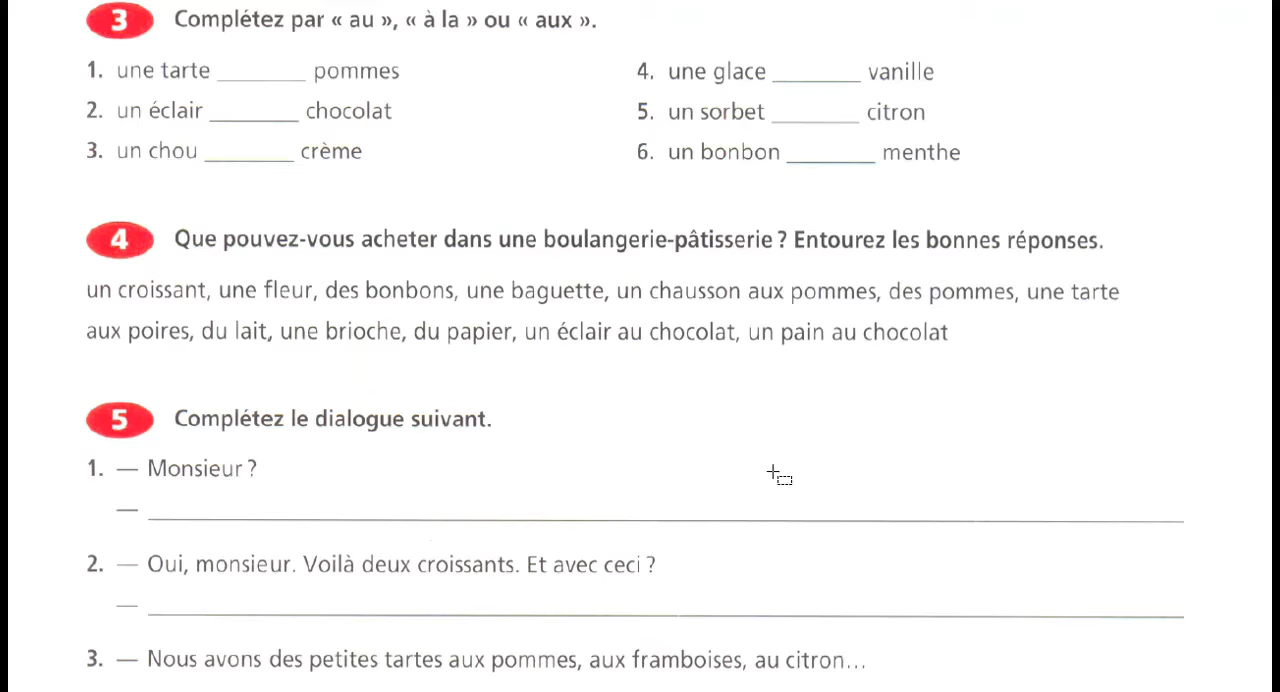 3 Complétez par « au », « à la » ou « aux ».
1. une tarte ________ pommes
2. un éclair ________ chocolat
3. un chou ________ crème
4. une glace ________ vanille
5. un sorbet ________ citron
6. un bonbon ________ menthe
4 Que pouvez-vous acheter dans une boulangerie-pâtisserie ? Entourez les bonnes réponses.
un croissant, une fleur, des bonbons, une baguette, un chausson aux pommes, des pommes, une tarte
aux poires, du lait, une brioche, du papier, un éclair au chocolat, un pain au chocolat
5 Complétez le dialogue suivant.
1. — Monsieur ?
— ________
2. — Oui, monsieur. Voilà deux croissants. Et avec ceci ?
— ________
3. — Nous avons des petites tartes aux pommes, aux framboises, au citron...